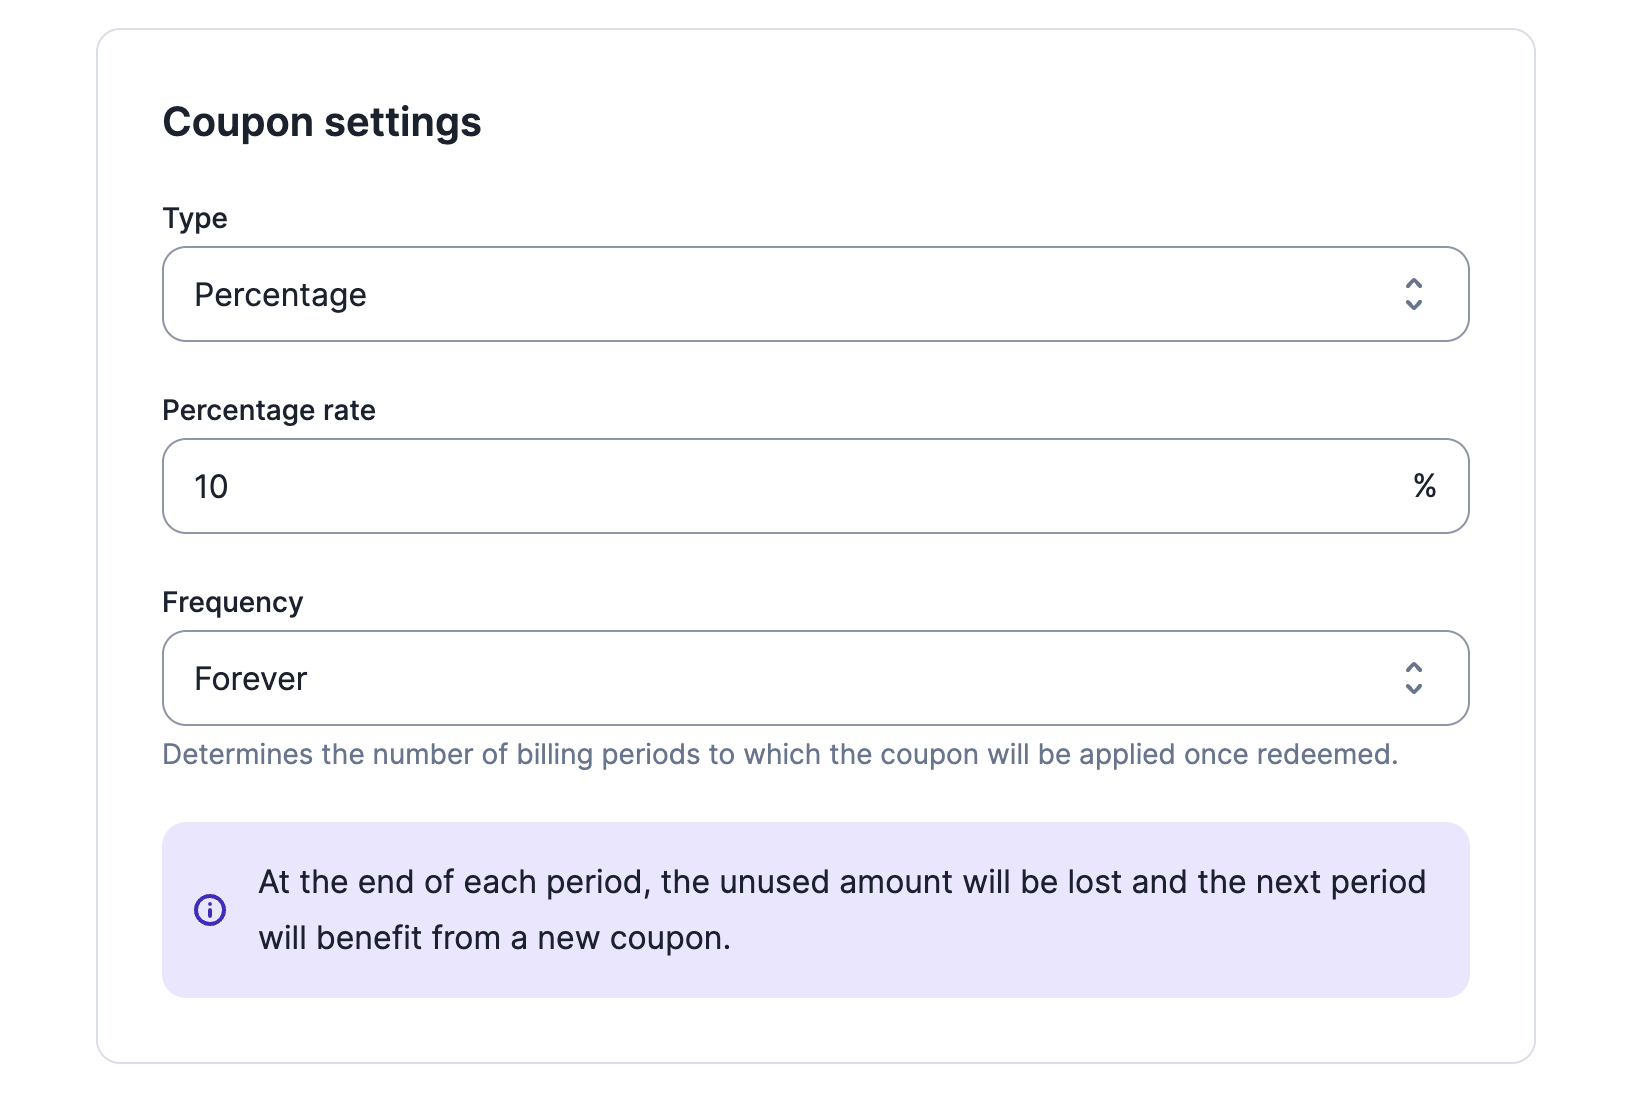 Coupon settings
Type
Percentage
Percentage rate
10 %
Frequency
Forever
Determines the number of billing periods to which the coupon will be applied once redeemed.
At the end of each period, the unused amount will be lost and the next period
will benefit from a new coupon.